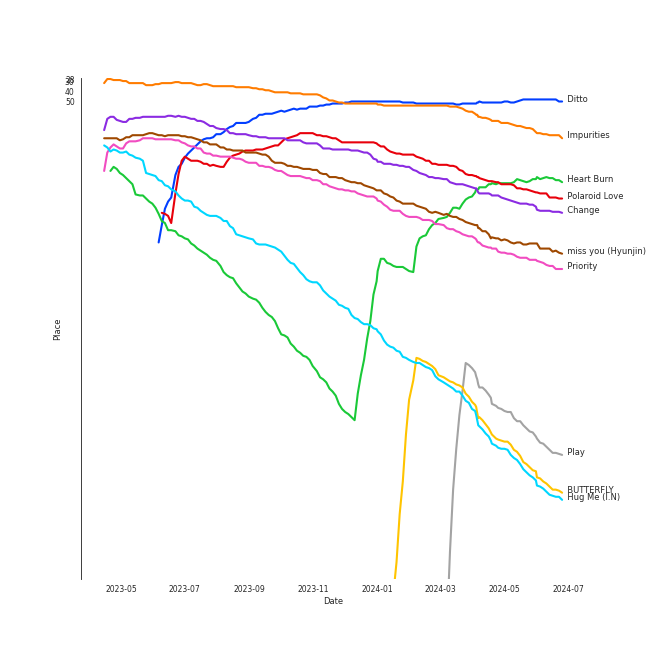 40
50
Place
Ditto
Impurities
Heart Burn
Polaroid Love
Change
miss you (Hyunjin)
Priority
Play
BUTTERFLY
Hug Me (I.N)
2023-05 2023-07 2023-09 2023-11 2024-01 2024-03 2024-05 2024-07
Date